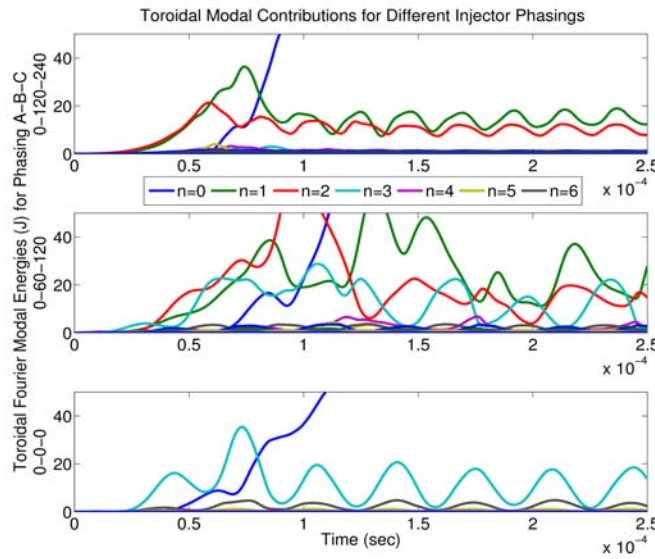 Toroidal Modal Contributions for Different Injector Phasings
Toroidal Fourier Modal Energies (J) for Phasing A-B-C
0-120-240
40
20
0
0 0.5 1 1.5 2 2.5
x 10⁻⁴
n=0 n=1 n=2 n=3 n=4 n=5 n=6
0-60-120
40
20
0
0 0.5 1 1.5 2 2.5
x 10⁻⁴
0-0-0
40
20
0
0 0.5 1 1.5 2 2.5
Time (sec)
x 10⁻⁴